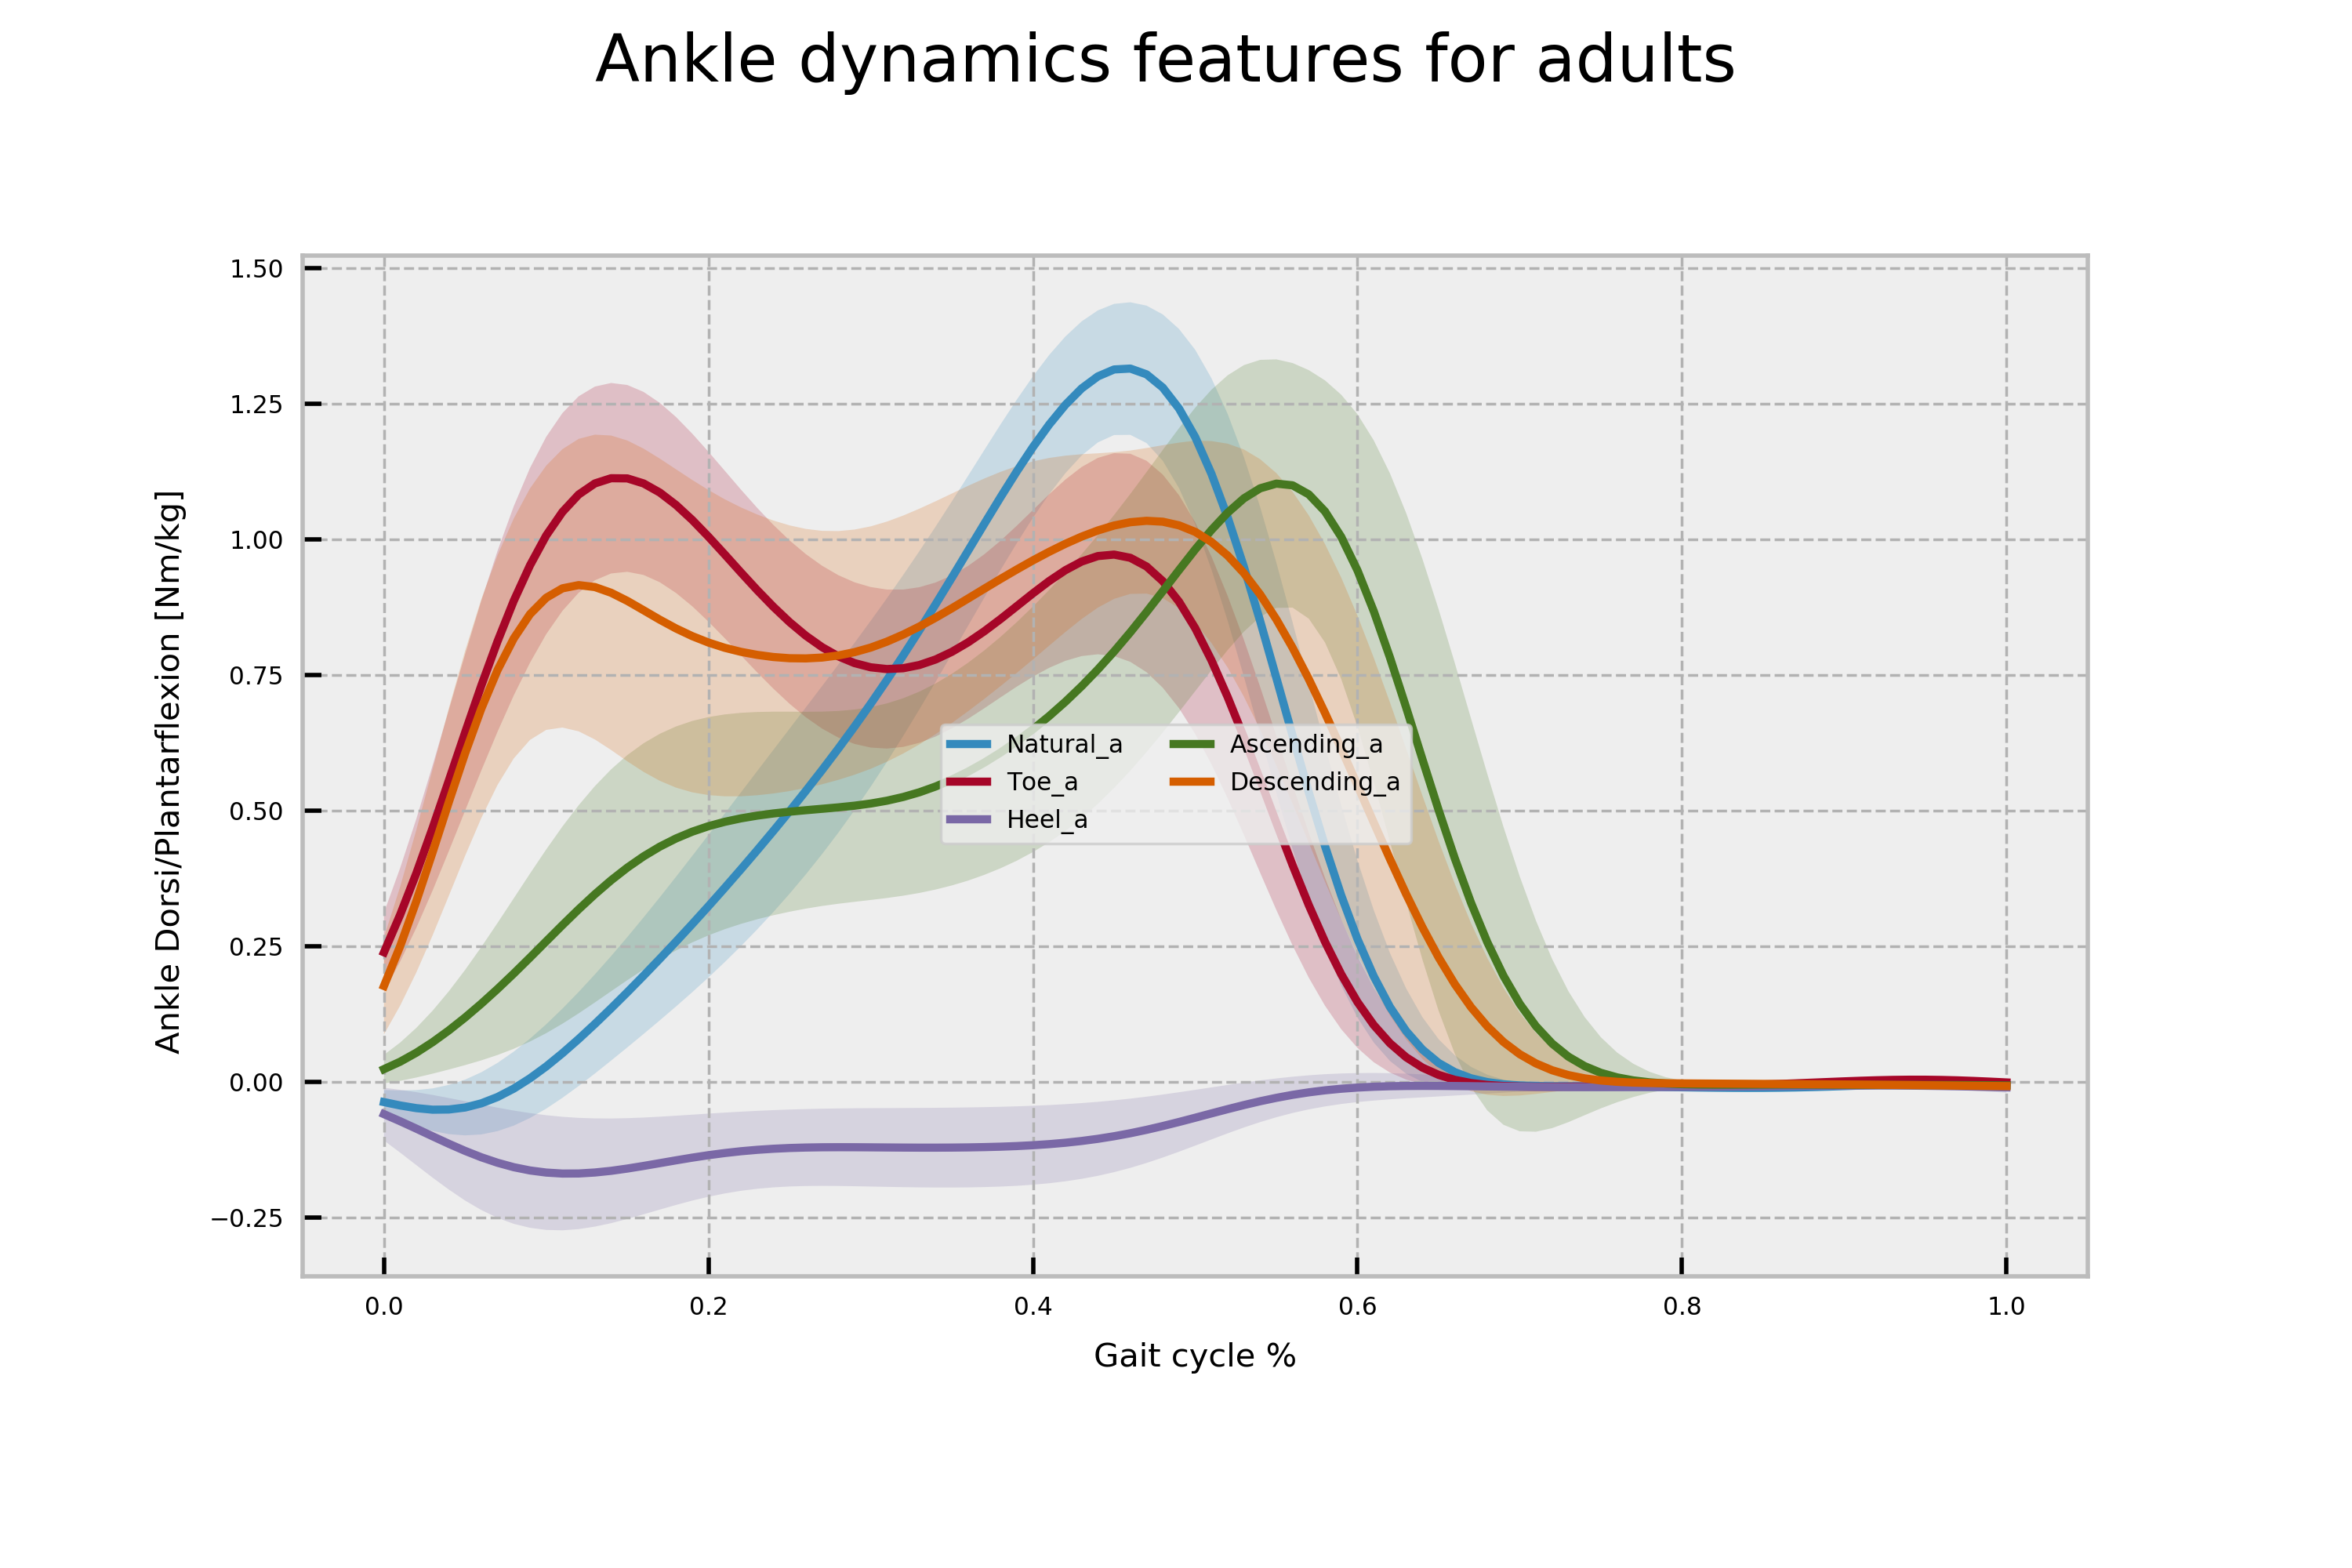 Ankle dynamics features for adults
1.50
1.25
1.00
0.75
0.50
0.25
0.00
−0.25
Ankle Dorsi/Plantarflexion [Nm/kg]
Natural_a
Toe_a
Heel_a
Ascending_a
Descending_a
0.0 0.2 0.4 0.6 0.8 1.0
Gait cycle %